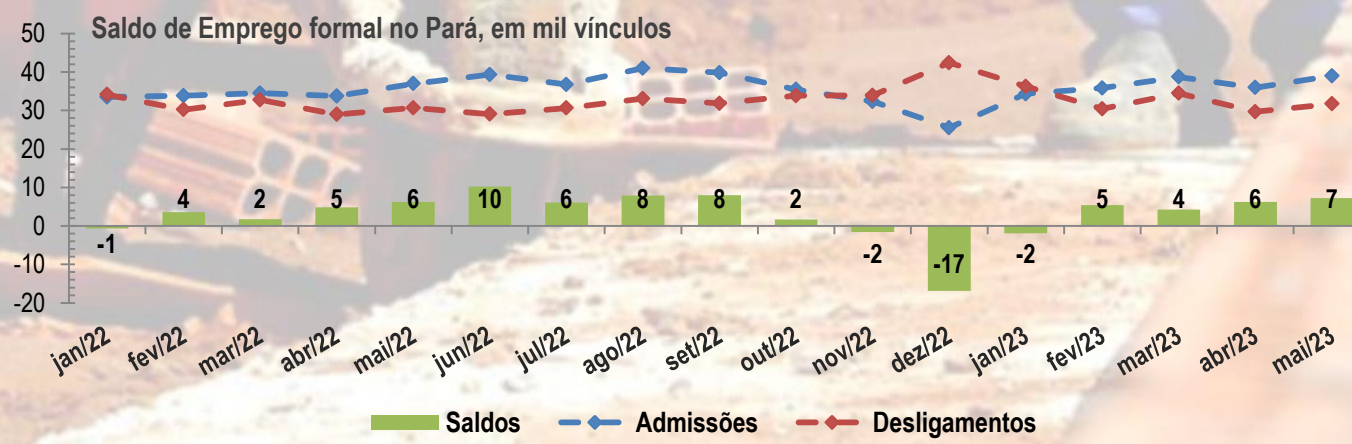 Saldo de Emprego formal no Pará, em mil vínculos
50
40
30
20
10
0
-10
-20
-1
4
2
5
6
10
6
8
8
2
-2
-17
-2
5
4
6
7
jan/22
fev/22
mar/22
abr/22
mai/22
jun/22
jul/22
ago/22
set/22
out/22
nov/22
dez/22
jan/23
fev/23
mar/23
abr/23
mai/23
Saldos
Admissões
Desligamentos